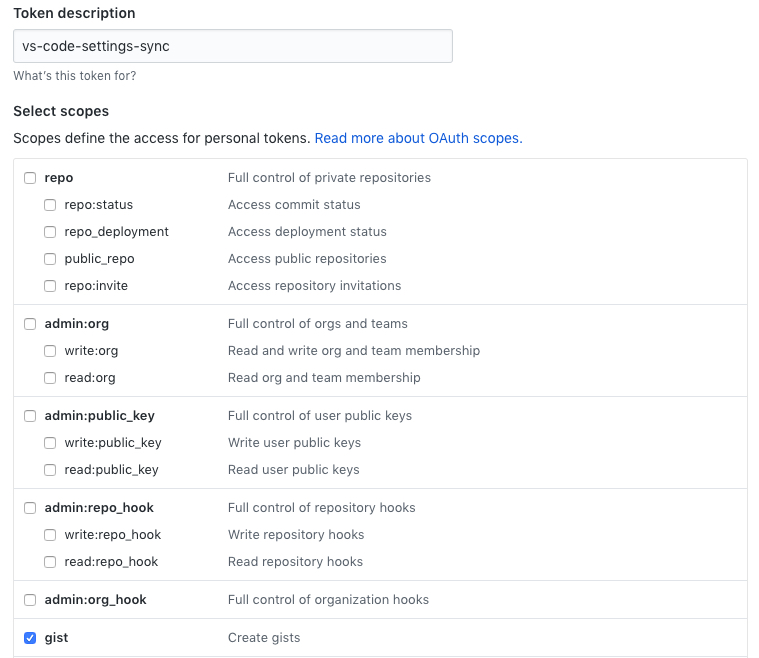 Token description
vs-code-settings-sync
What's this token for?
Select scopes
Scopes define the access for personal tokens. Read more about OAuth scopes.
repo Full control of private repositories
repo:status Access commit status
repo_deployment Access deployment status
public_repo Access public repositories
repo:invite Access repository invitations
admin:org Full control of orgs and teams
write:org Read and write org and team membership
read:org Read org and team membership
admin:public_key Full control of user public keys
write:public_key Write user public keys
read:public_key Read user public keys
admin:repo_hook Full control of repository hooks
write:repo_hook Write repository hooks
read:repo_hook Read repository hooks
admin:org_hook Full control of organization hooks
gist Create gists